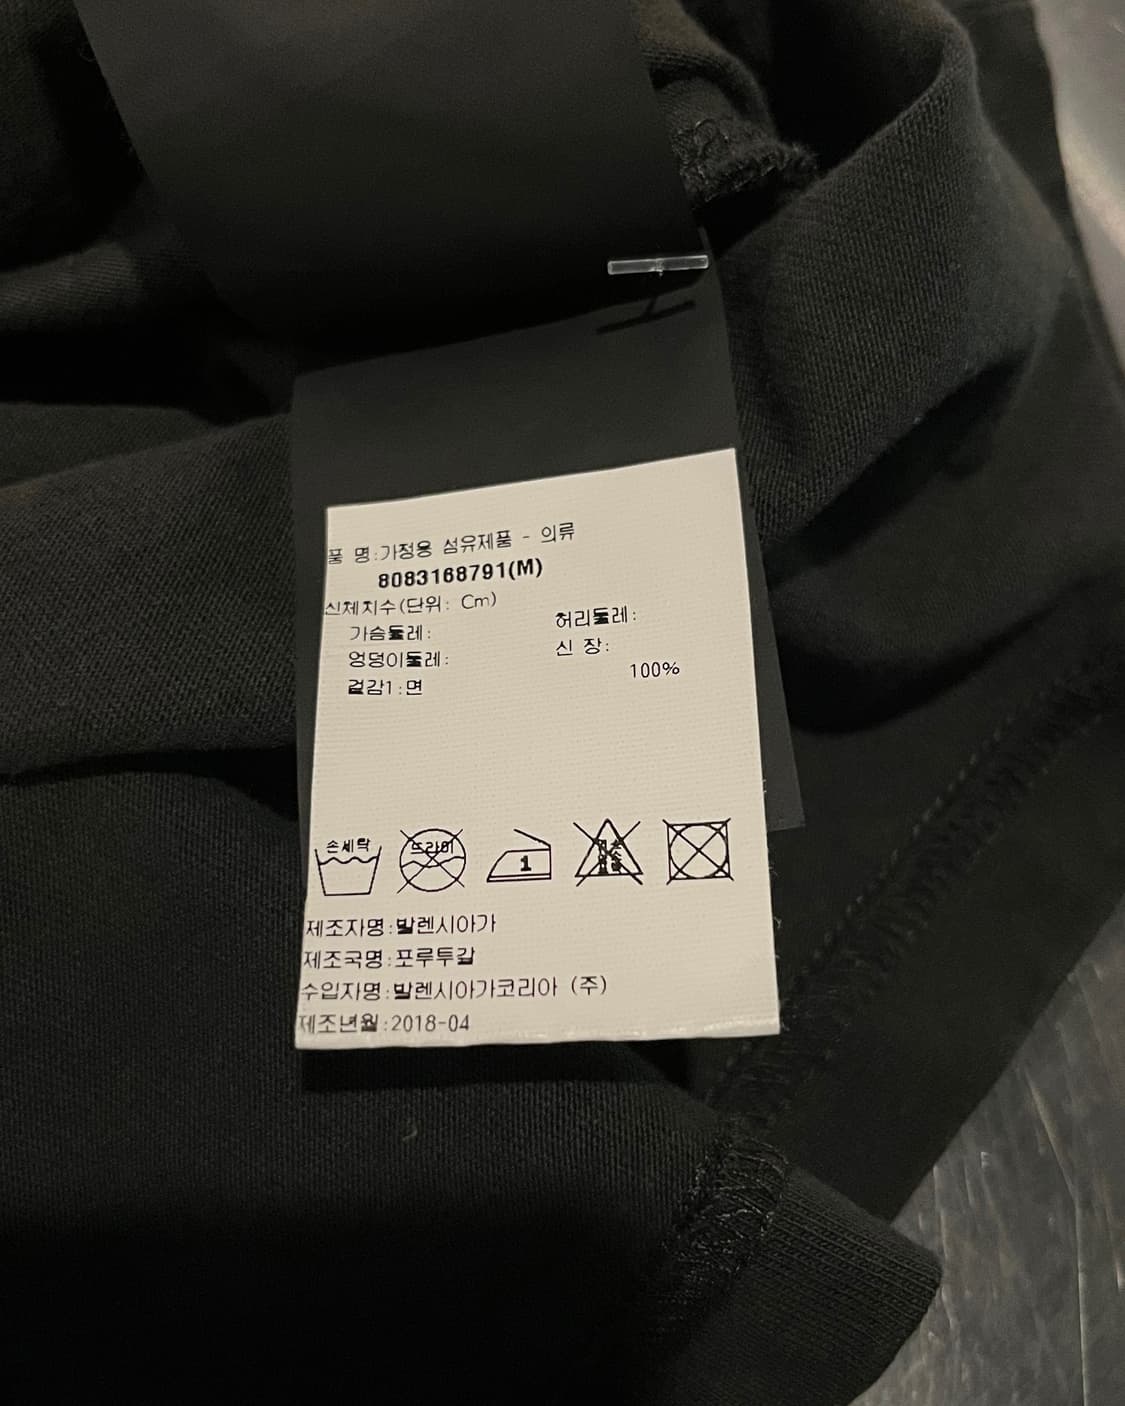 품 명:가정용 섬유제품 - 의류
8083168791(M)
신체치수(단위: Cm)
가슴둘레:
허리둘레:
엉덩이둘레:
신 장:
겉감1:면 100%
손세탁
드라이
1
제조자명:발렌시아가
제조국명:포루투갈
수입자명:발렌시아가코리아 (주)
제조년월:2018-04